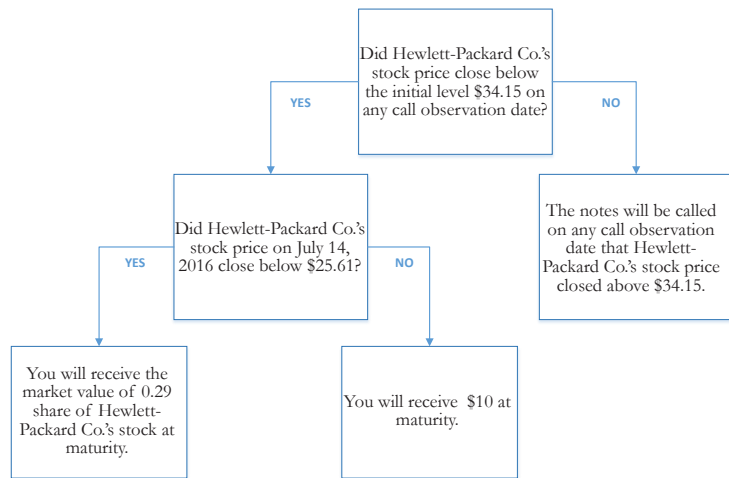 Did Hewlett-Packard Co.'s
stock price close below
the initial level $34.15 on
any call observation date?
YES
NO
Did Hewlett-Packard Co.'s
stock price on July 14,
2016 close below $25.61?
The notes will be called
on any call observation
date that Hewlett-
Packard Co.'s stock price
closed above $34.15.
YES
NO
You will receive the
market value of 0.29
share of Hewlett-
Packard Co.'s stock at
maturity.
You will receive $10 at
maturity.